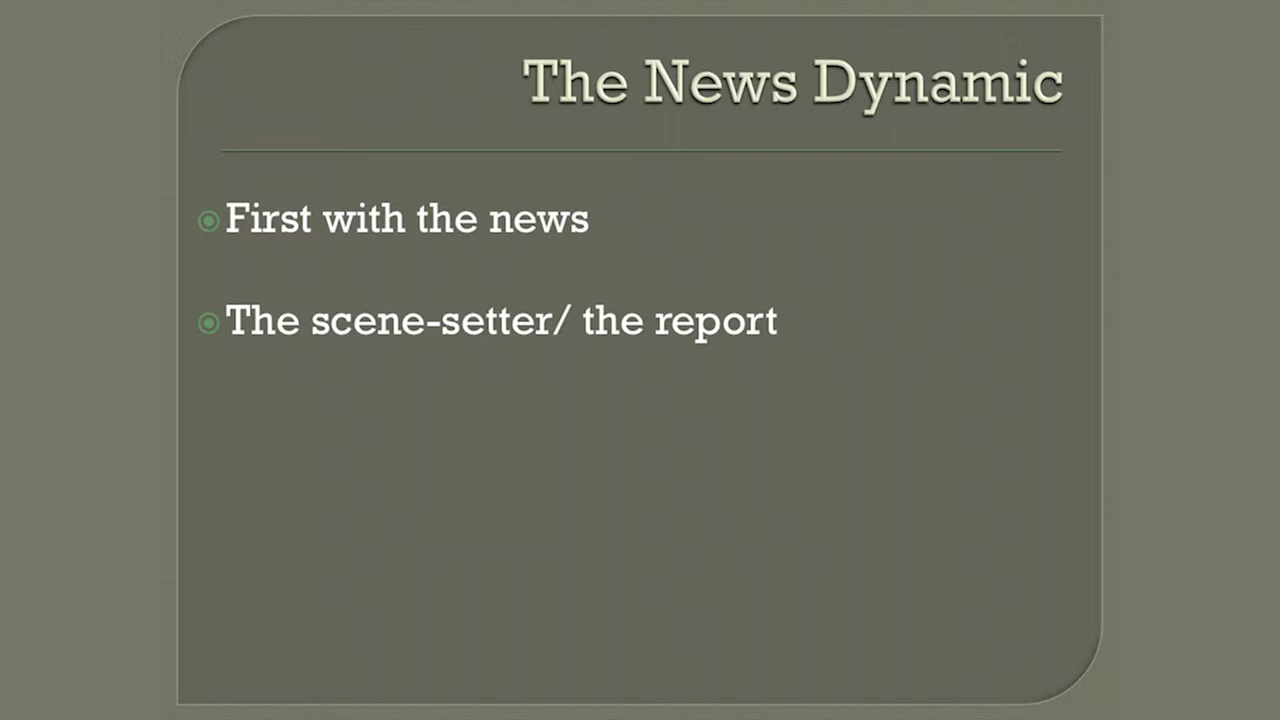 The News Dynamic
First with the news
The scene-setter/ the report